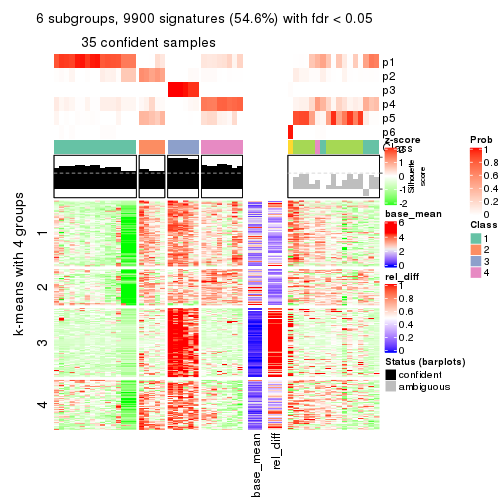 6 subgroups, 9900 signatures (54.6%) with fdr < 0.05
35 confident samples
p1
p2
p3
p4
p5
p6
Silhouette
score
k-means with 4 groups
1
2
3
4
base_mean
rel_diff
z-score
2
1
0
-1
-2
base_mean
6
4
2
0
rel_diff
1
0.8
0.6
0.4
0.2
0
Status (barplots)
confident
ambiguous
Prob
1
0.8
0.6
0.4
0.2
0
Class
1
2
3
4